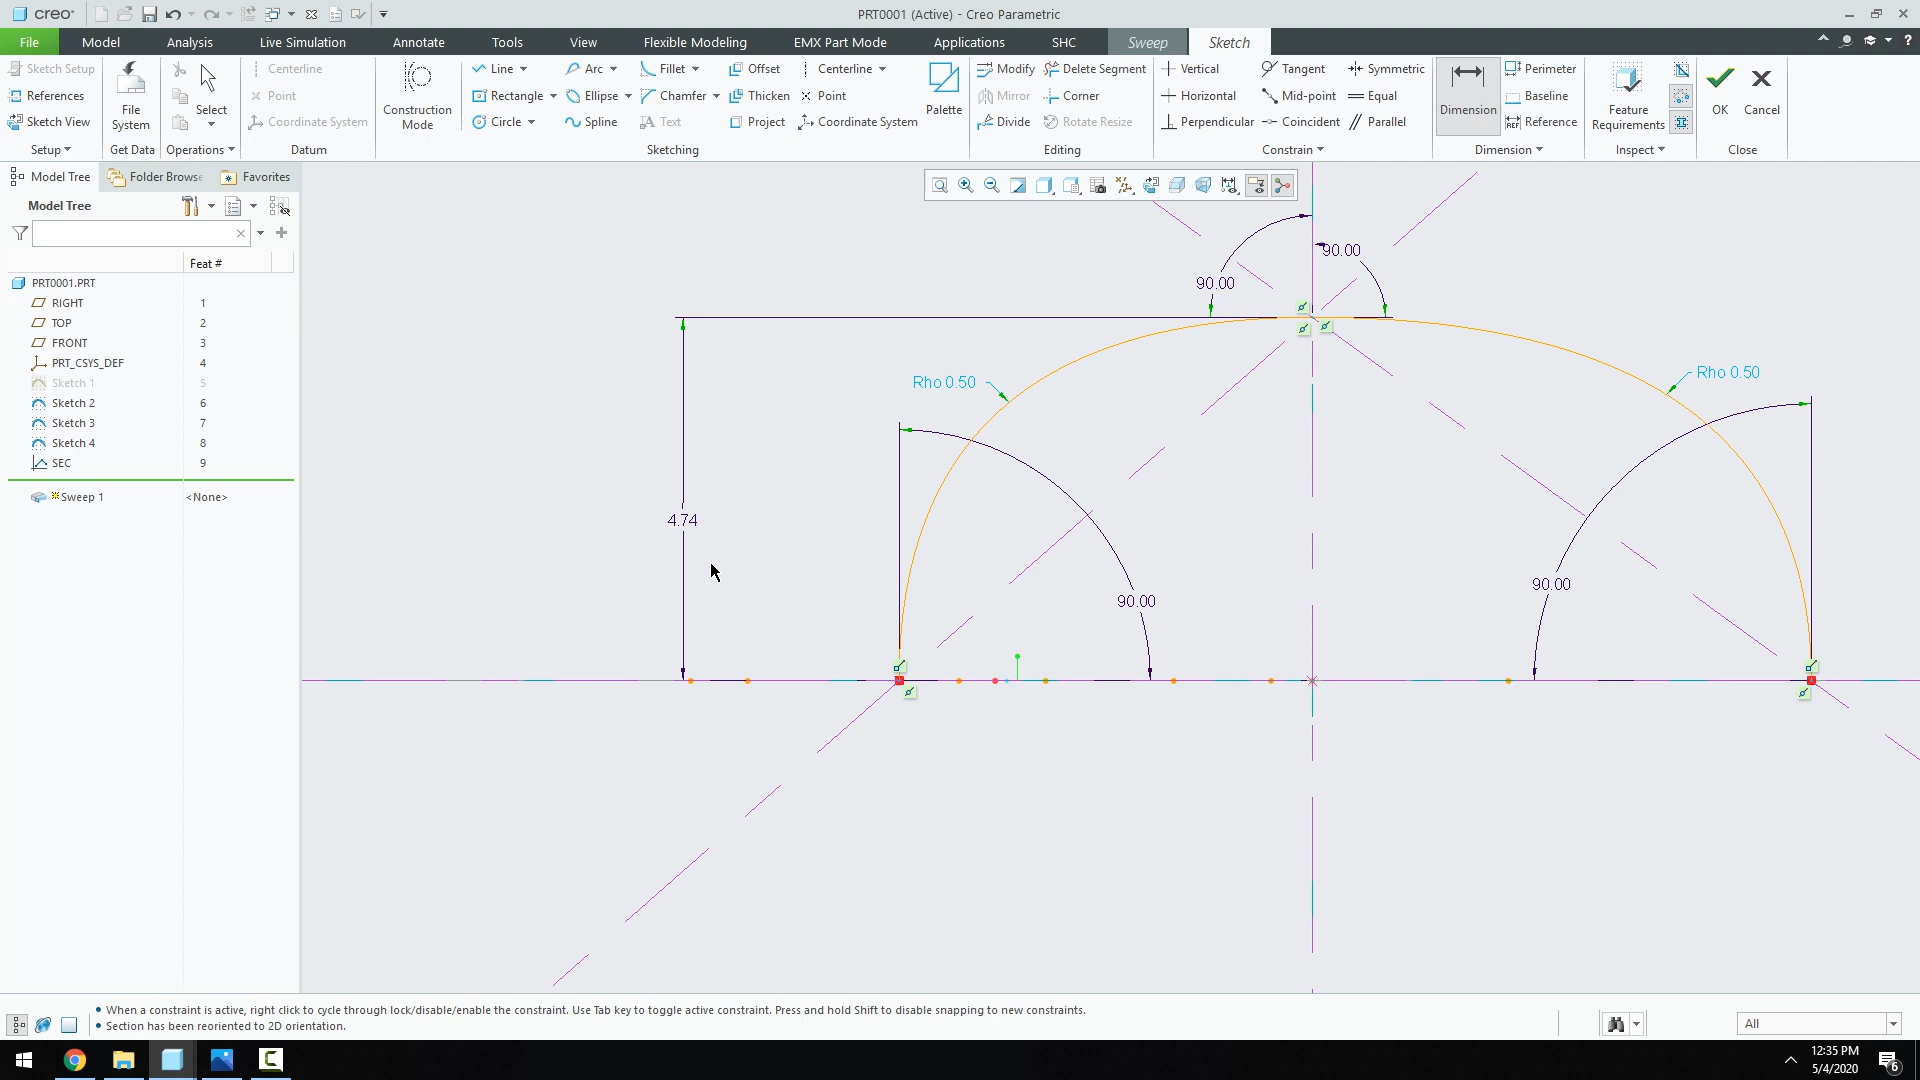 creo
PRT0001 (Active) - Creo Parametric
File Model Analysis Live Simulation Annotate Tools View Flexible Modeling EMX Part Mode Applications SHC Sweep Sketch
Sketch Setup
References
Sketch View
Setup
File System
Get Data
Select
Operations
Centerline
Point
Coordinate System
Datum
Construction Mode
Line Arc Fillet Offset Centerline
Rectangle Ellipse Chamfer Thicken Point
Circle Spline Text Project Coordinate System
Palette
Sketching
Modify Delete Segment
Mirror Corner
Divide Rotate Resize
Editing
Vertical Tangent Symmetric
Horizontal Mid-point Equal
Perpendicular Coincident Parallel
Constrain
Dimension
Perimeter
Baseline
Reference
Dimension
Feature Requirements
Inspect
OK
Cancel
Close
Model Tree Folder Browse Favorites
Model Tree
Feat #
PRT0001.PRT
RIGHT 1
TOP 2
FRONT 3
PRT_CSYS_DEF 4
Sketch 1 5
Sketch 2 6
Sketch 3 7
Sketch 4 8
SEC 9
Sweep 1 <None>
90.00
90.00
Rho 0.50
Rho 0.50
4.74
90.00
90.00
• When a constraint is active, right click to cycle through lock/disable/enable the constraint. Use Tab key to toggle active constraint. Press and hold Shift to disable snapping to new constraints.
• Section has been reoriented to 2D orientation.
All
12:35 PM
5/4/2020
6